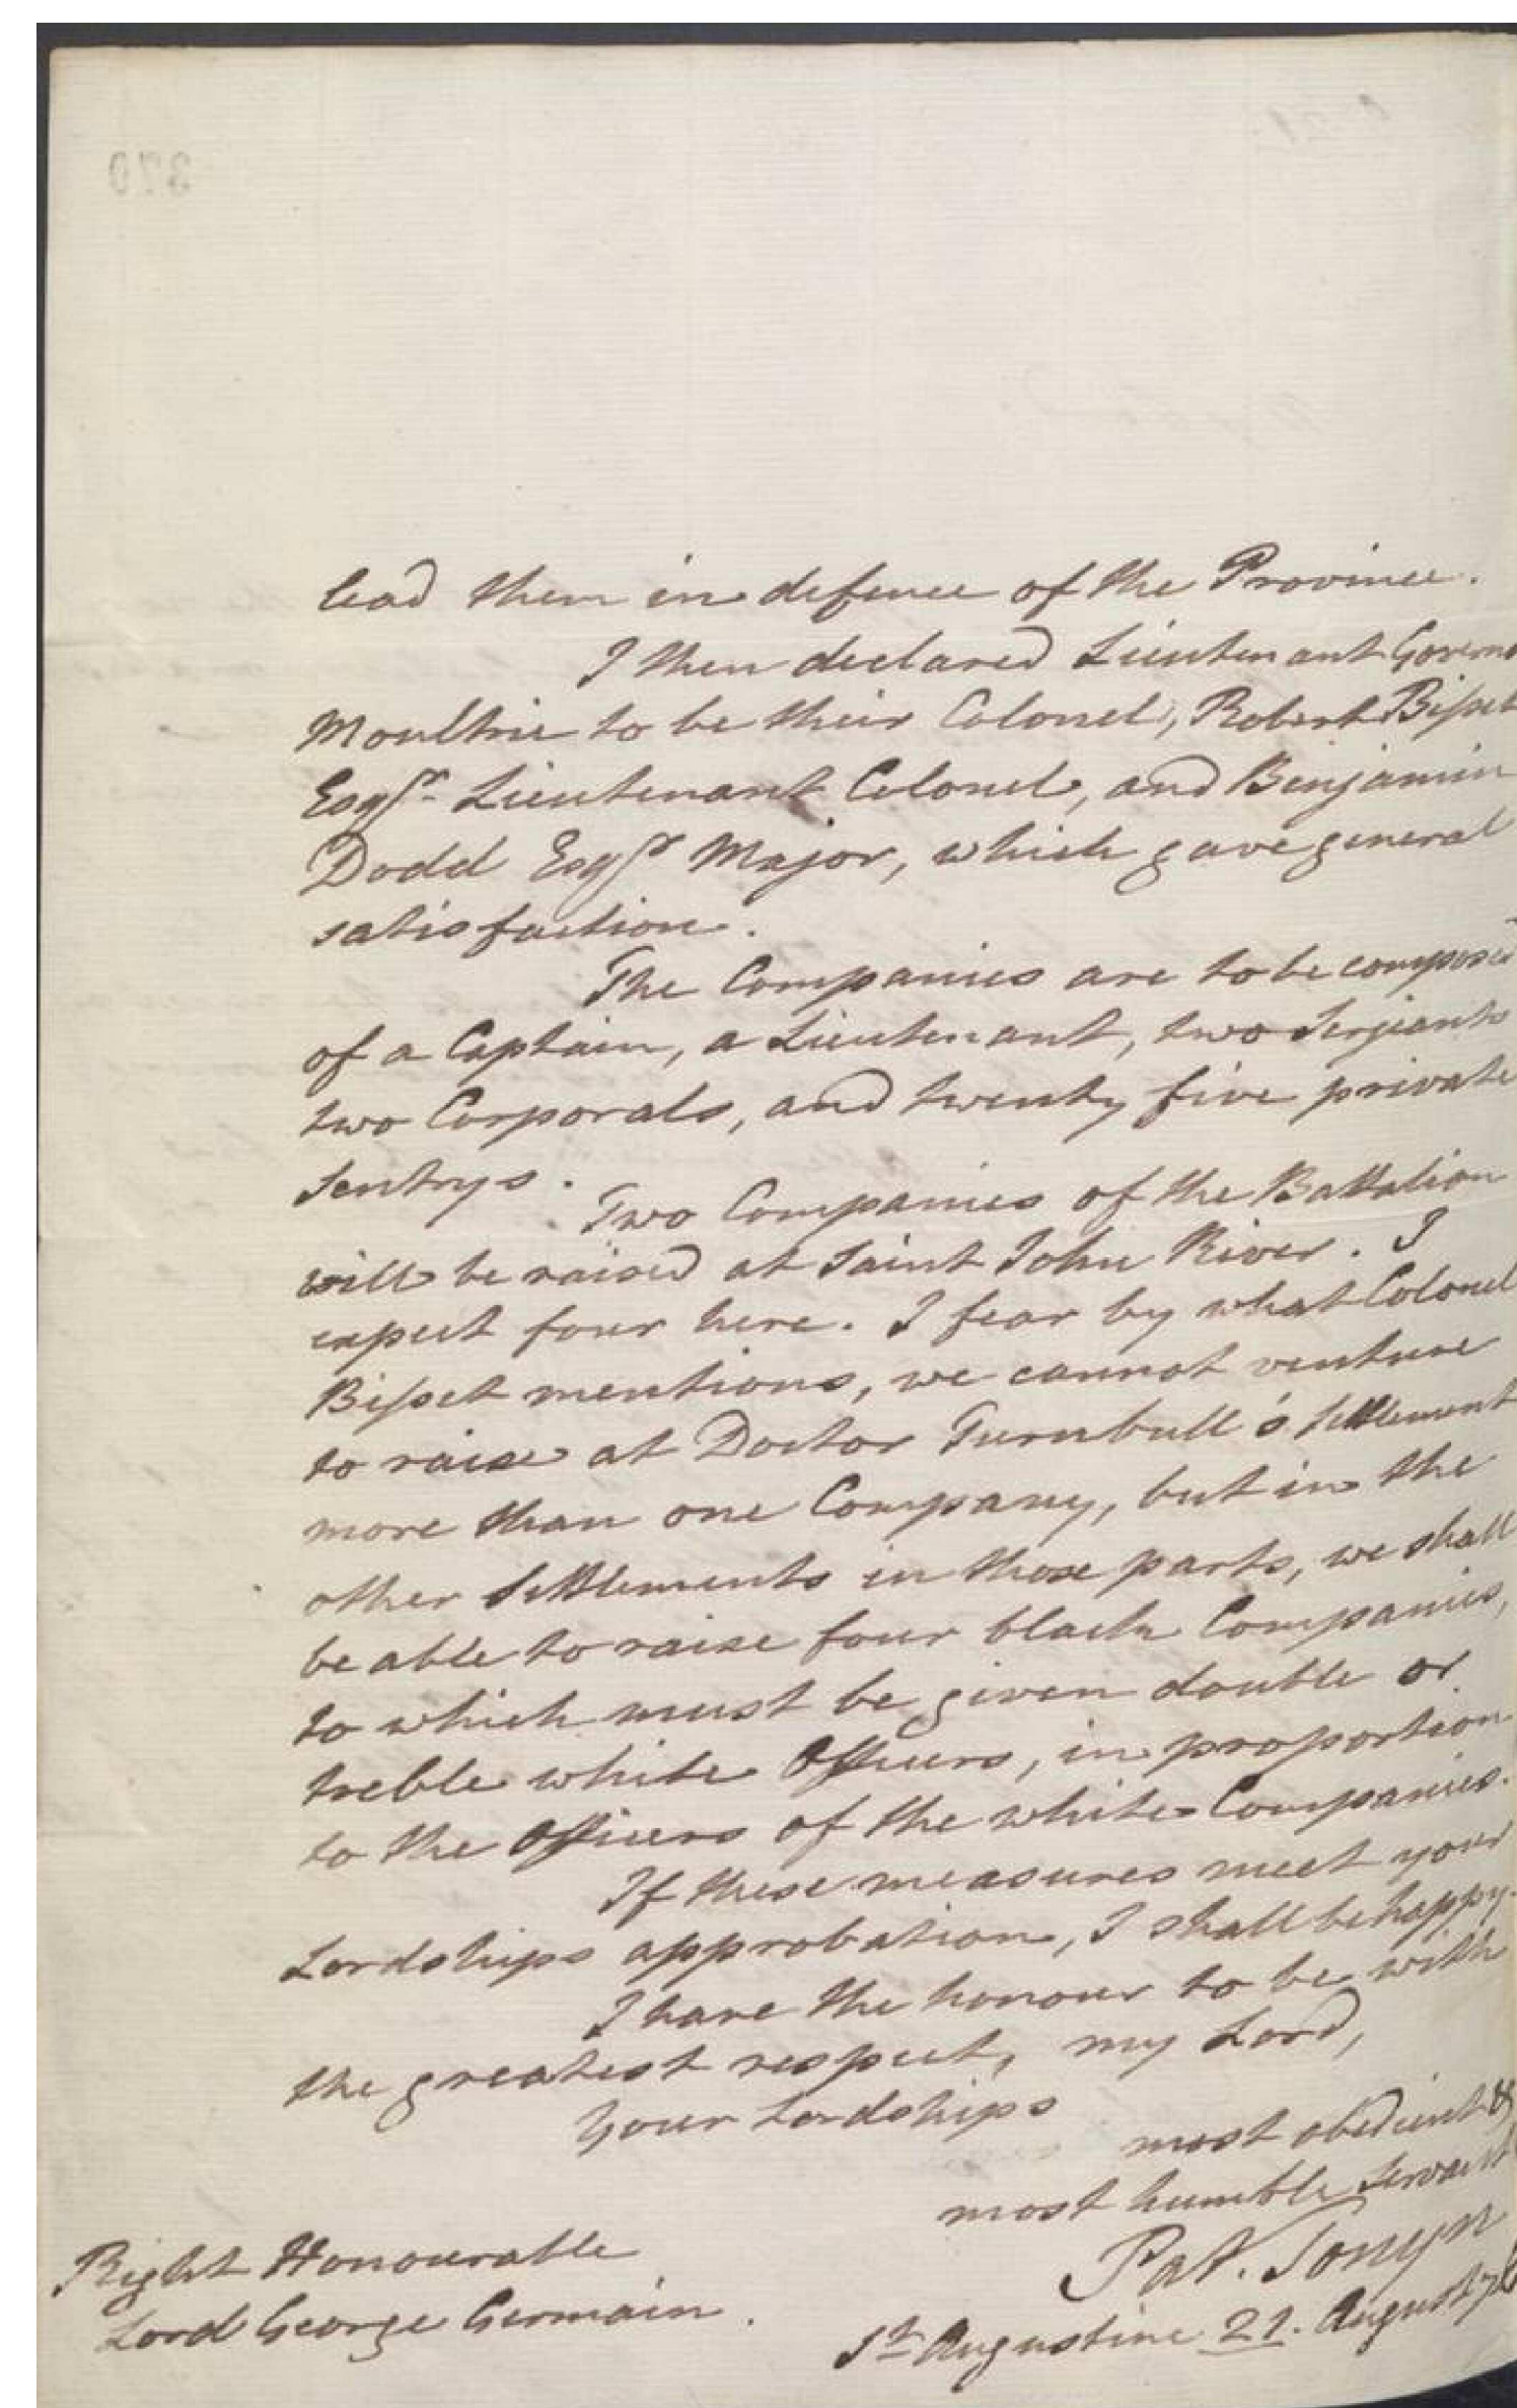 lead them in defence of the Province.
I then declared Lieutenant Govern
Moultrie to be their Colonel, Robert Bisset
Esqr. Lieutenant Colonel, and Benjamin
Dodd Esqr Major, which gave general
satisfaction.
The Companies are to be composed
of a Captain, a Lieutenant, two Serjeants
two Corporals, and twenty five private
Sentrys.
Two Companies of the Battalion
will be raised at Saint John River. I
expect four here. I fear by what Colonel
Bisset mentions, we cannot venture
to raise at Doctor Turnbull's Settlement
more than one Company, but in the
other Settlements in those parts, we shall
be able to raise four black Companies,
to which must be given double or
treble white Officers, in proportion
to the Officers of the white Companies.
If these measures meet your
Lordships approbation, I shall be happy.
I have the honour to be with
the greatest respect, my Lord,
Your Lordships
most obedient &
most humble Servant
Pat. Tonyn
Right Honourable
Lord George Germain.
St Augustine 21. August 76